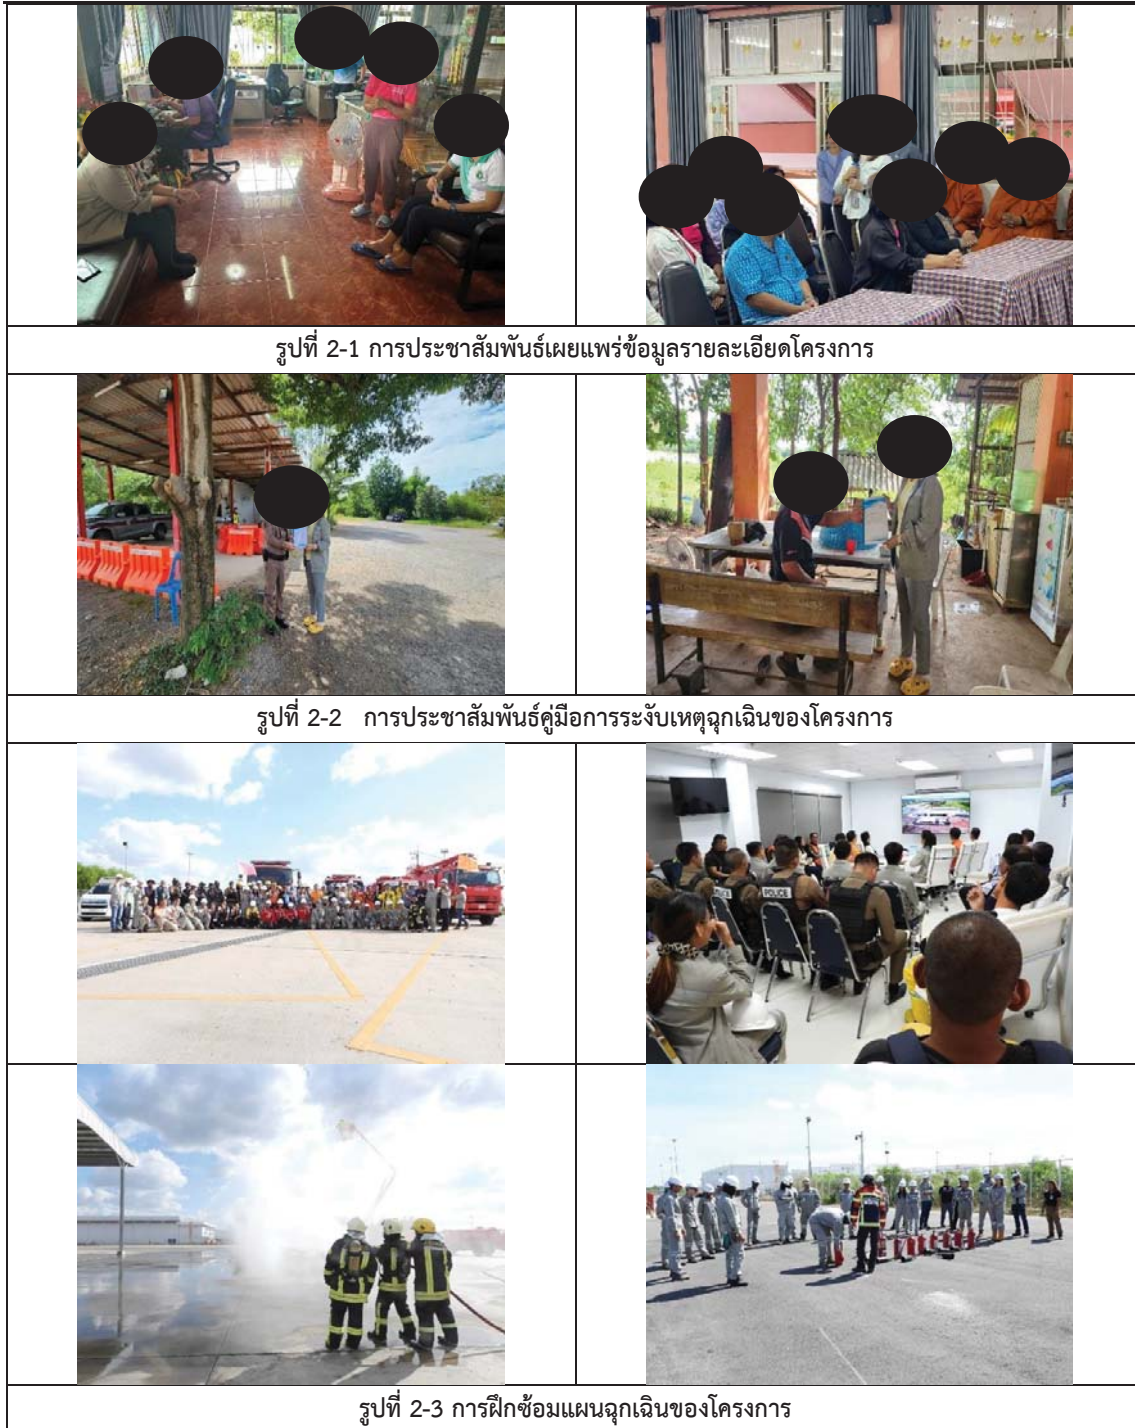 รูปที่ 2-1 การประชาสัมพันธ์เผยแพร่ข้อมูลรายละเอียดโครงการ
รูปที่ 2-2 การประชาสัมพันธ์คู่มือการระงับเหตุฉุกเฉินของโครงการ
POLICE
รูปที่ 2-3 การฝึกซ้อมแผนฉุกเฉินของโครงการ